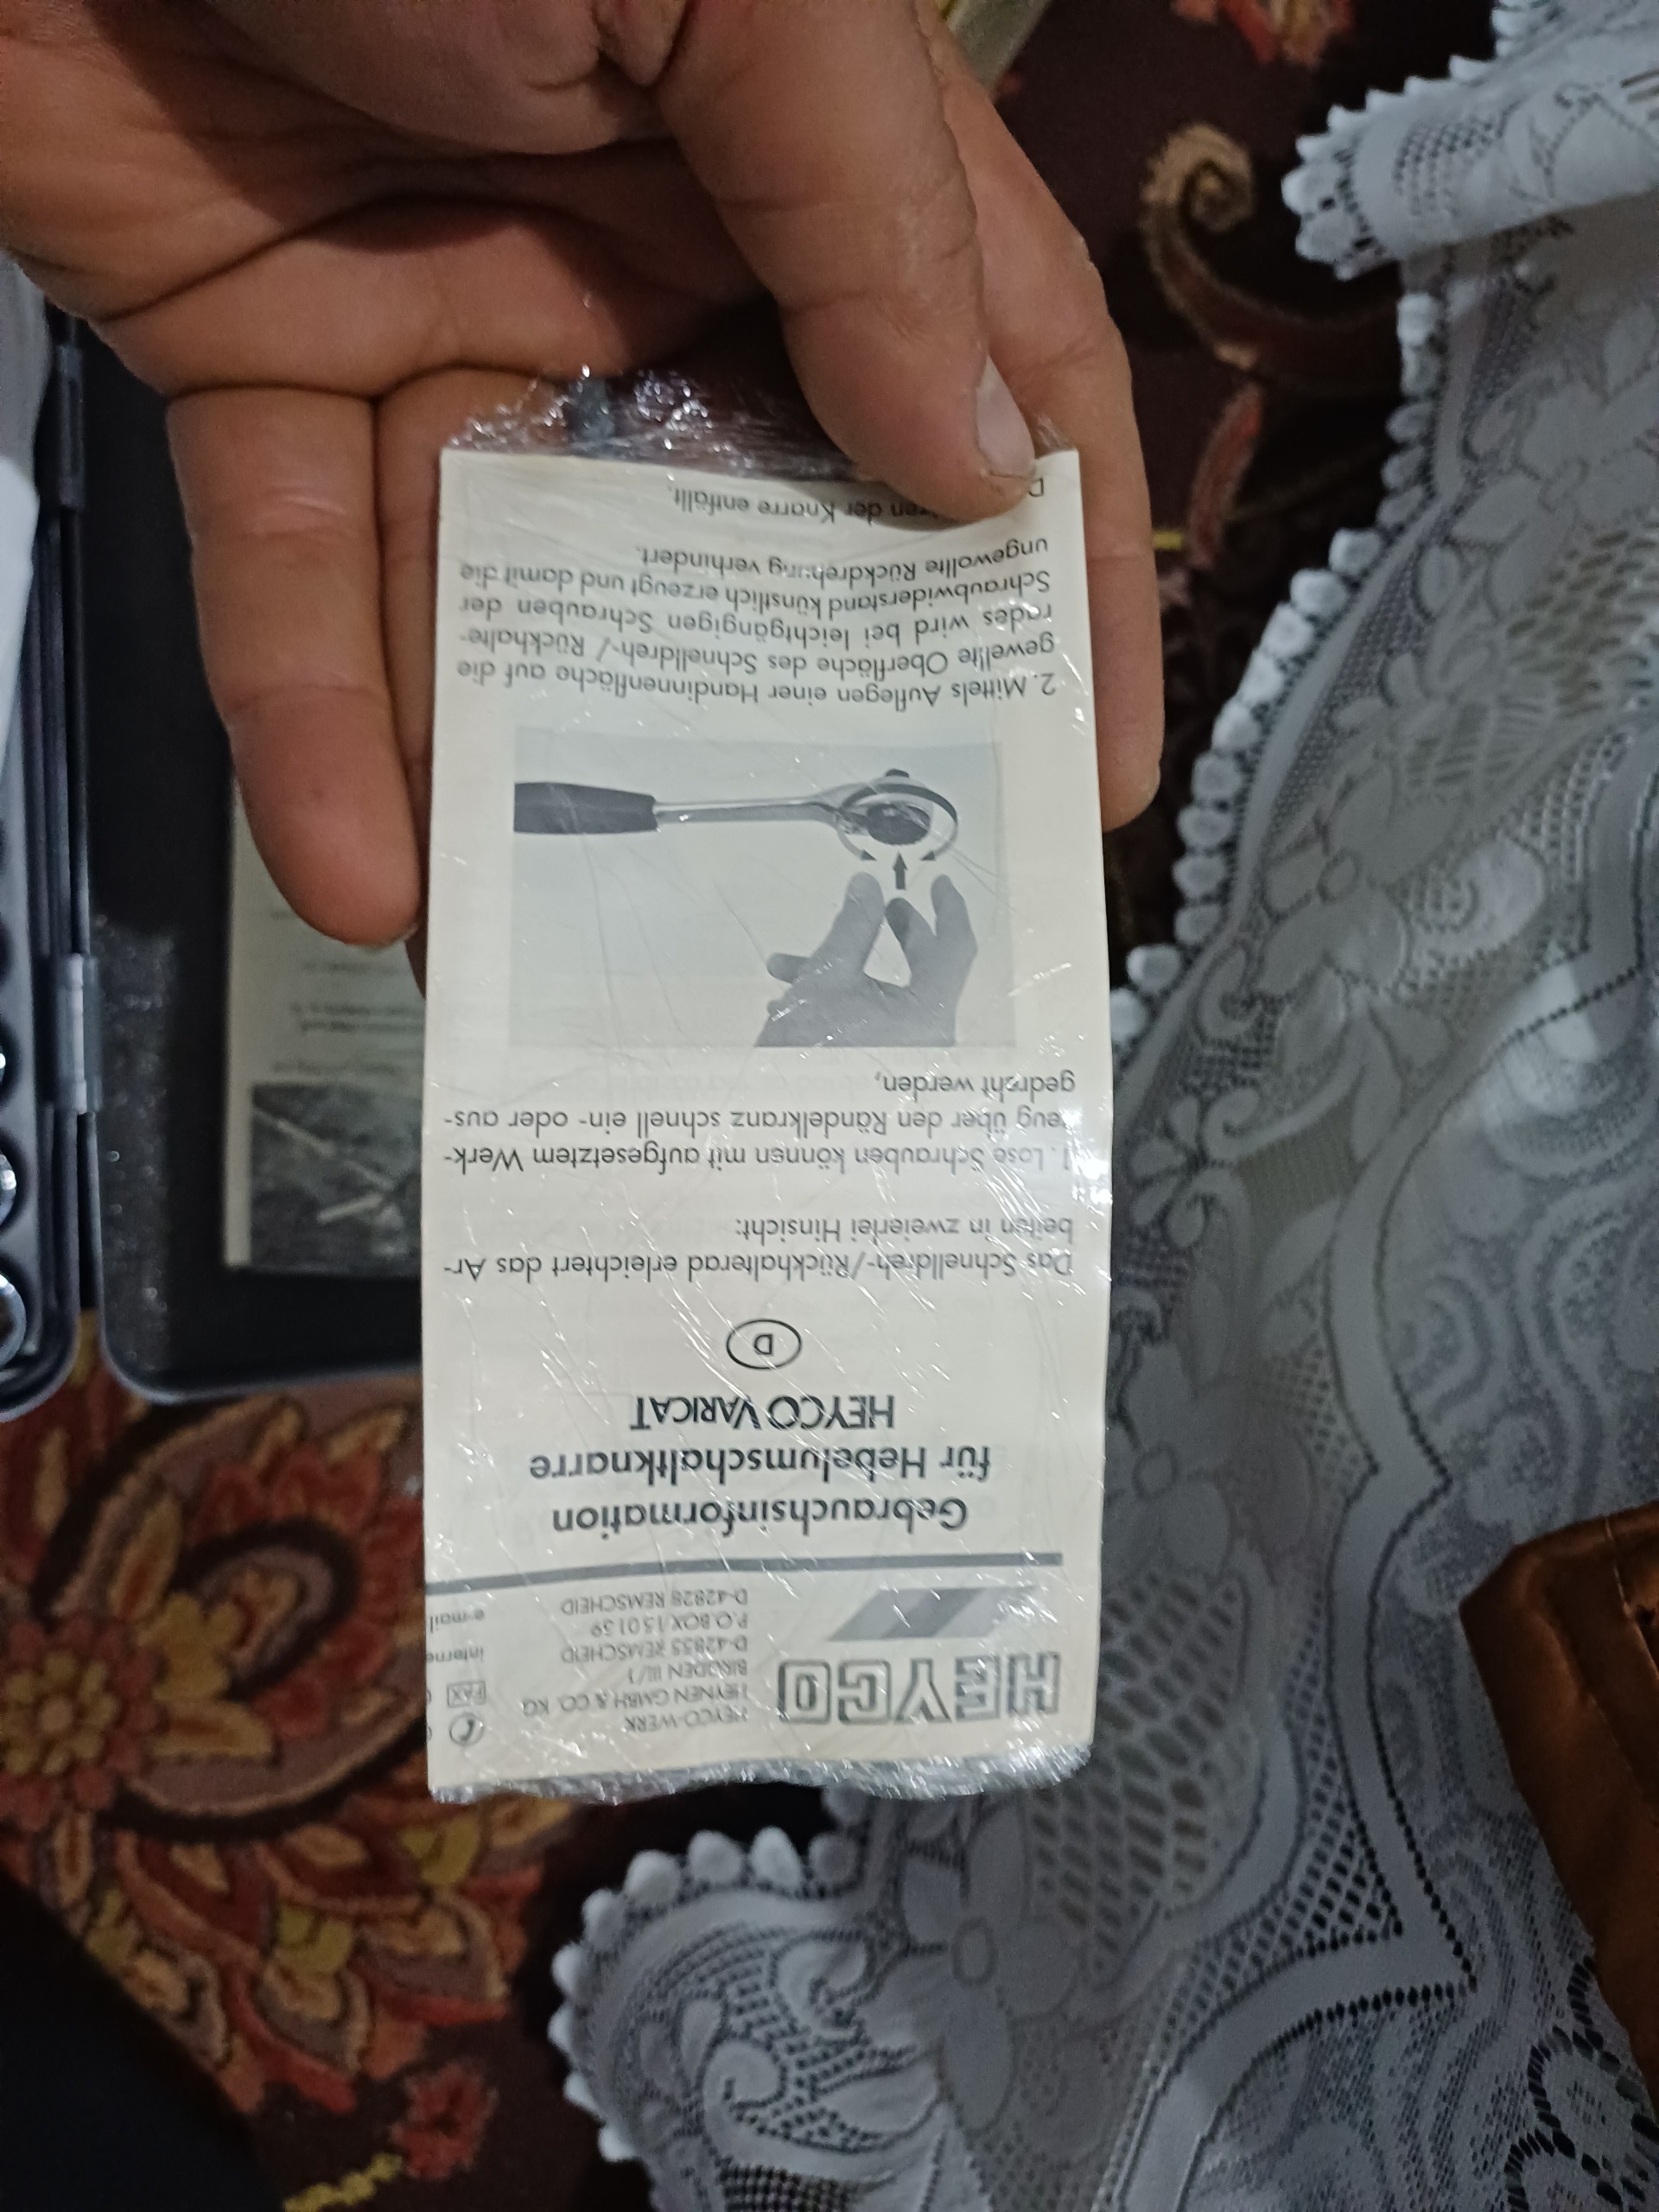 HEYCO
HEYCO-WERK
HEYNEN GMBH & CO. KG
BIRGDEN III/1
D-42855 REMSCHEID
P.O. BOX 150159
D-42828 REMSCHEID
FAX
interne
e-mail
Gebrauchsinformation
für Hebelumschaltknarre
HEYCO VARICAT
D
Das Schnelldreh-/Rückhalterad erleichtert das Ar-
beiten in zweierlei Hinsicht:
1. Lose Schrauben können mit aufgesetztem Werk-
zeug über den Rändelkranz schnell ein- oder aus-
gedreht werden,
2. Mittels Auflegen einer Handinnenfläche auf die
gewellte Oberfläche des Schnelldreh-/ Rückhalte-
rades wird bei leichtgängigen Schrauben der
Schraubwiderstand künstlich erzeugt und damit die
ungewollte Rückdrehung verhindert.
der Knarre entfällt.